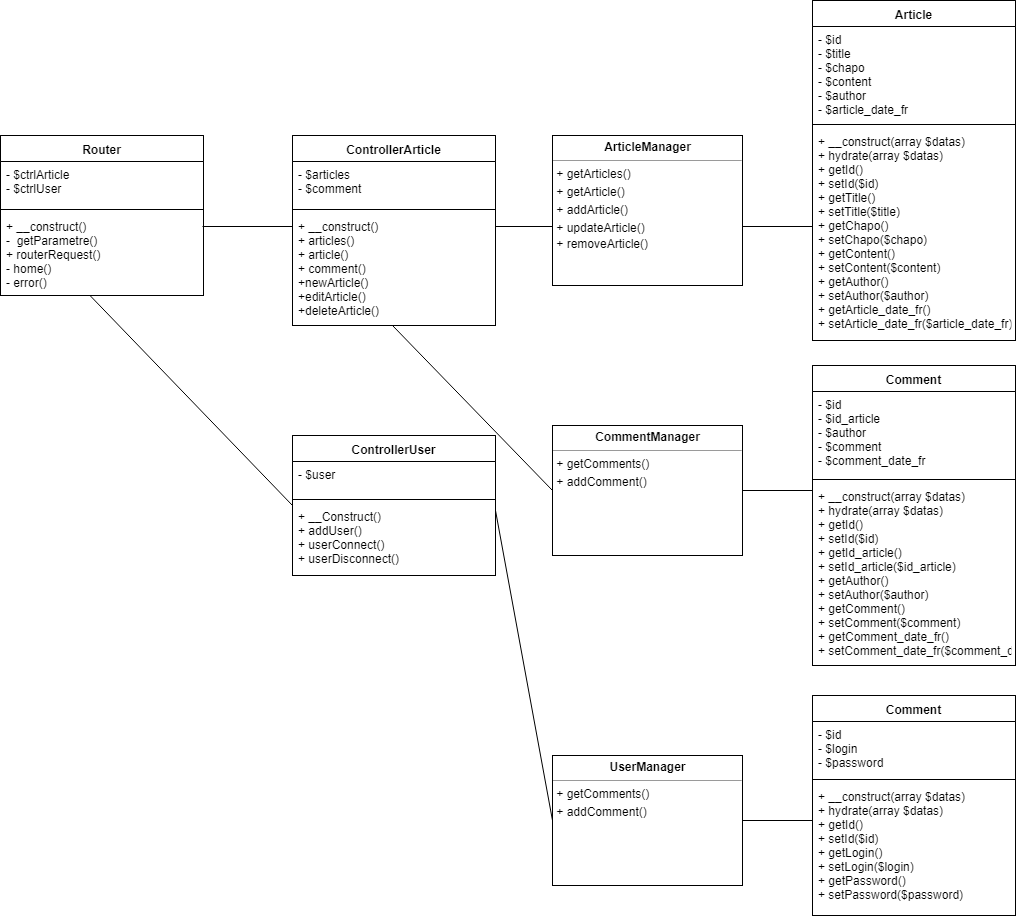 Router
- $ctrlArticle
- $ctrlUser
+ __construct()
-  getParametre()
+ routerRequest()
- home()
- error()
ControllerArticle
- $articles
- $comment
+ __construct()
+ articles()
+ article()
+ comment()
+newArticle()
+editArticle()
+deleteArticle()
ArticleManager
+ getArticles()
+ getArticle()
+ addArticle()
+ updateArticle()
+ removeArticle()
Article
- $id
- $title
- $chapo
- $content
- $author
- $article_date_fr
+ __construct(array $datas)
+ hydrate(array $datas)
+ getId()
+ setId($id)
+ getTitle()
+ setTitle($title)
+ getChapo()
+ setChapo($chapo)
+ getContent()
+ setContent($content)
+ getAuthor()
+ setAuthor($author)
+ getArticle_date_fr()
+ setArticle_date_fr($article_date_fr)
ControllerUser
- $user
+ __Construct()
+ addUser()
+ userConnect()
+ userDisconnect()
CommentManager
+ getComments()
+ addComment()
Comment
- $id
- $id_article
- $author
- $comment
- $comment_date_fr
+ __construct(array $datas)
+ hydrate(array $datas)
+ getId()
+ setId($id)
+ getId_article()
+ setId_article($id_article)
+ getAuthor()
+ setAuthor($author)
+ getComment()
+ setComment($comment)
+ getComment_date_fr()
+ setComment_date_fr($comment_d
UserManager
+ getComments()
+ addComment()
Comment
- $id
- $login
- $password
+ __construct(array $datas)
+ hydrate(array $datas)
+ getId()
+ setId($id)
+ getLogin()
+ setLogin($login)
+ getPassword()
+ setPassword($password)